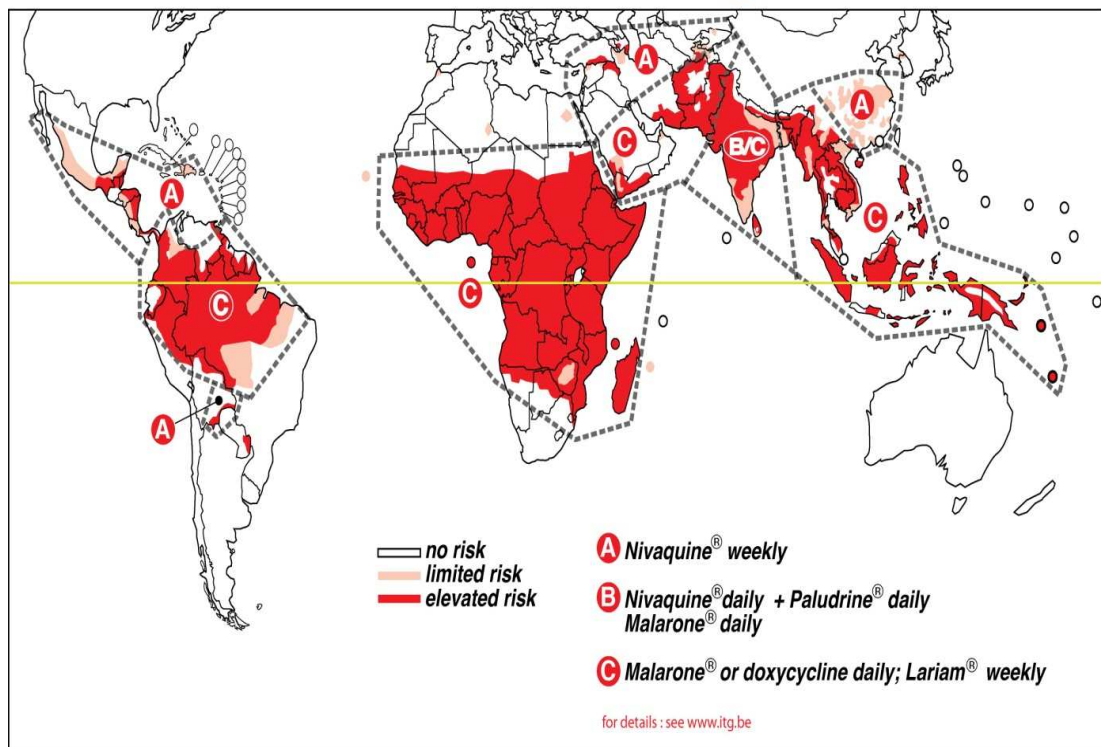 A
C
B/C
A
A
C
C
C
A
no risk
limited risk
elevated risk
A Nivaquine® weekly
B Nivaquine® daily + Paludrine® daily
Malarone® daily
C Malarone® or doxycycline daily; Lariam® weekly
for details : see www.itg.be